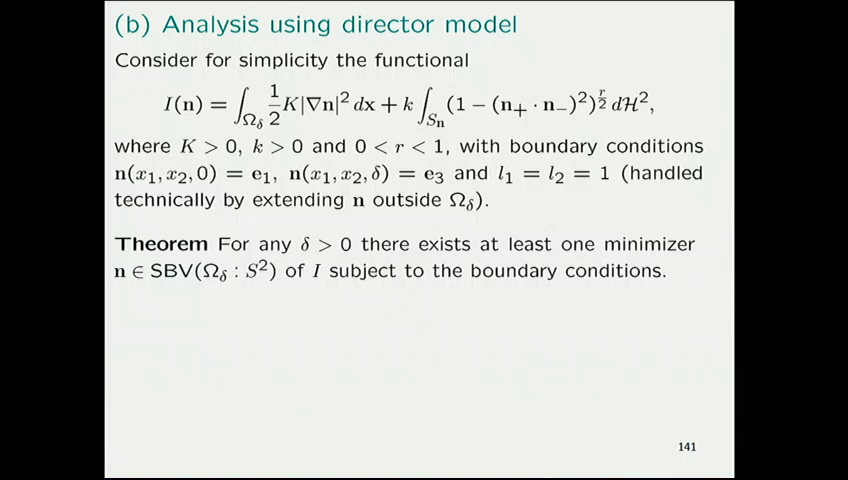 (b) Analysis using director model
Consider for simplicity the functional
I(n) = ∫_{Ω_δ} 1/2 K|∇n|² dx + k ∫_{S_n} (1 − (n₊ · n₋)²)^{r/2} dℋ²,
where K > 0, k > 0 and 0 < r < 1, with boundary conditions
n(x₁, x₂, 0) = e₁, n(x₁, x₂, δ) = e₃ and l₁ = l₂ = 1 (handled
technically by extending n outside Ω_δ).
Theorem For any δ > 0 there exists at least one minimizer
n ∈ SBV(Ω_δ : S²) of I subject to the boundary conditions.
141